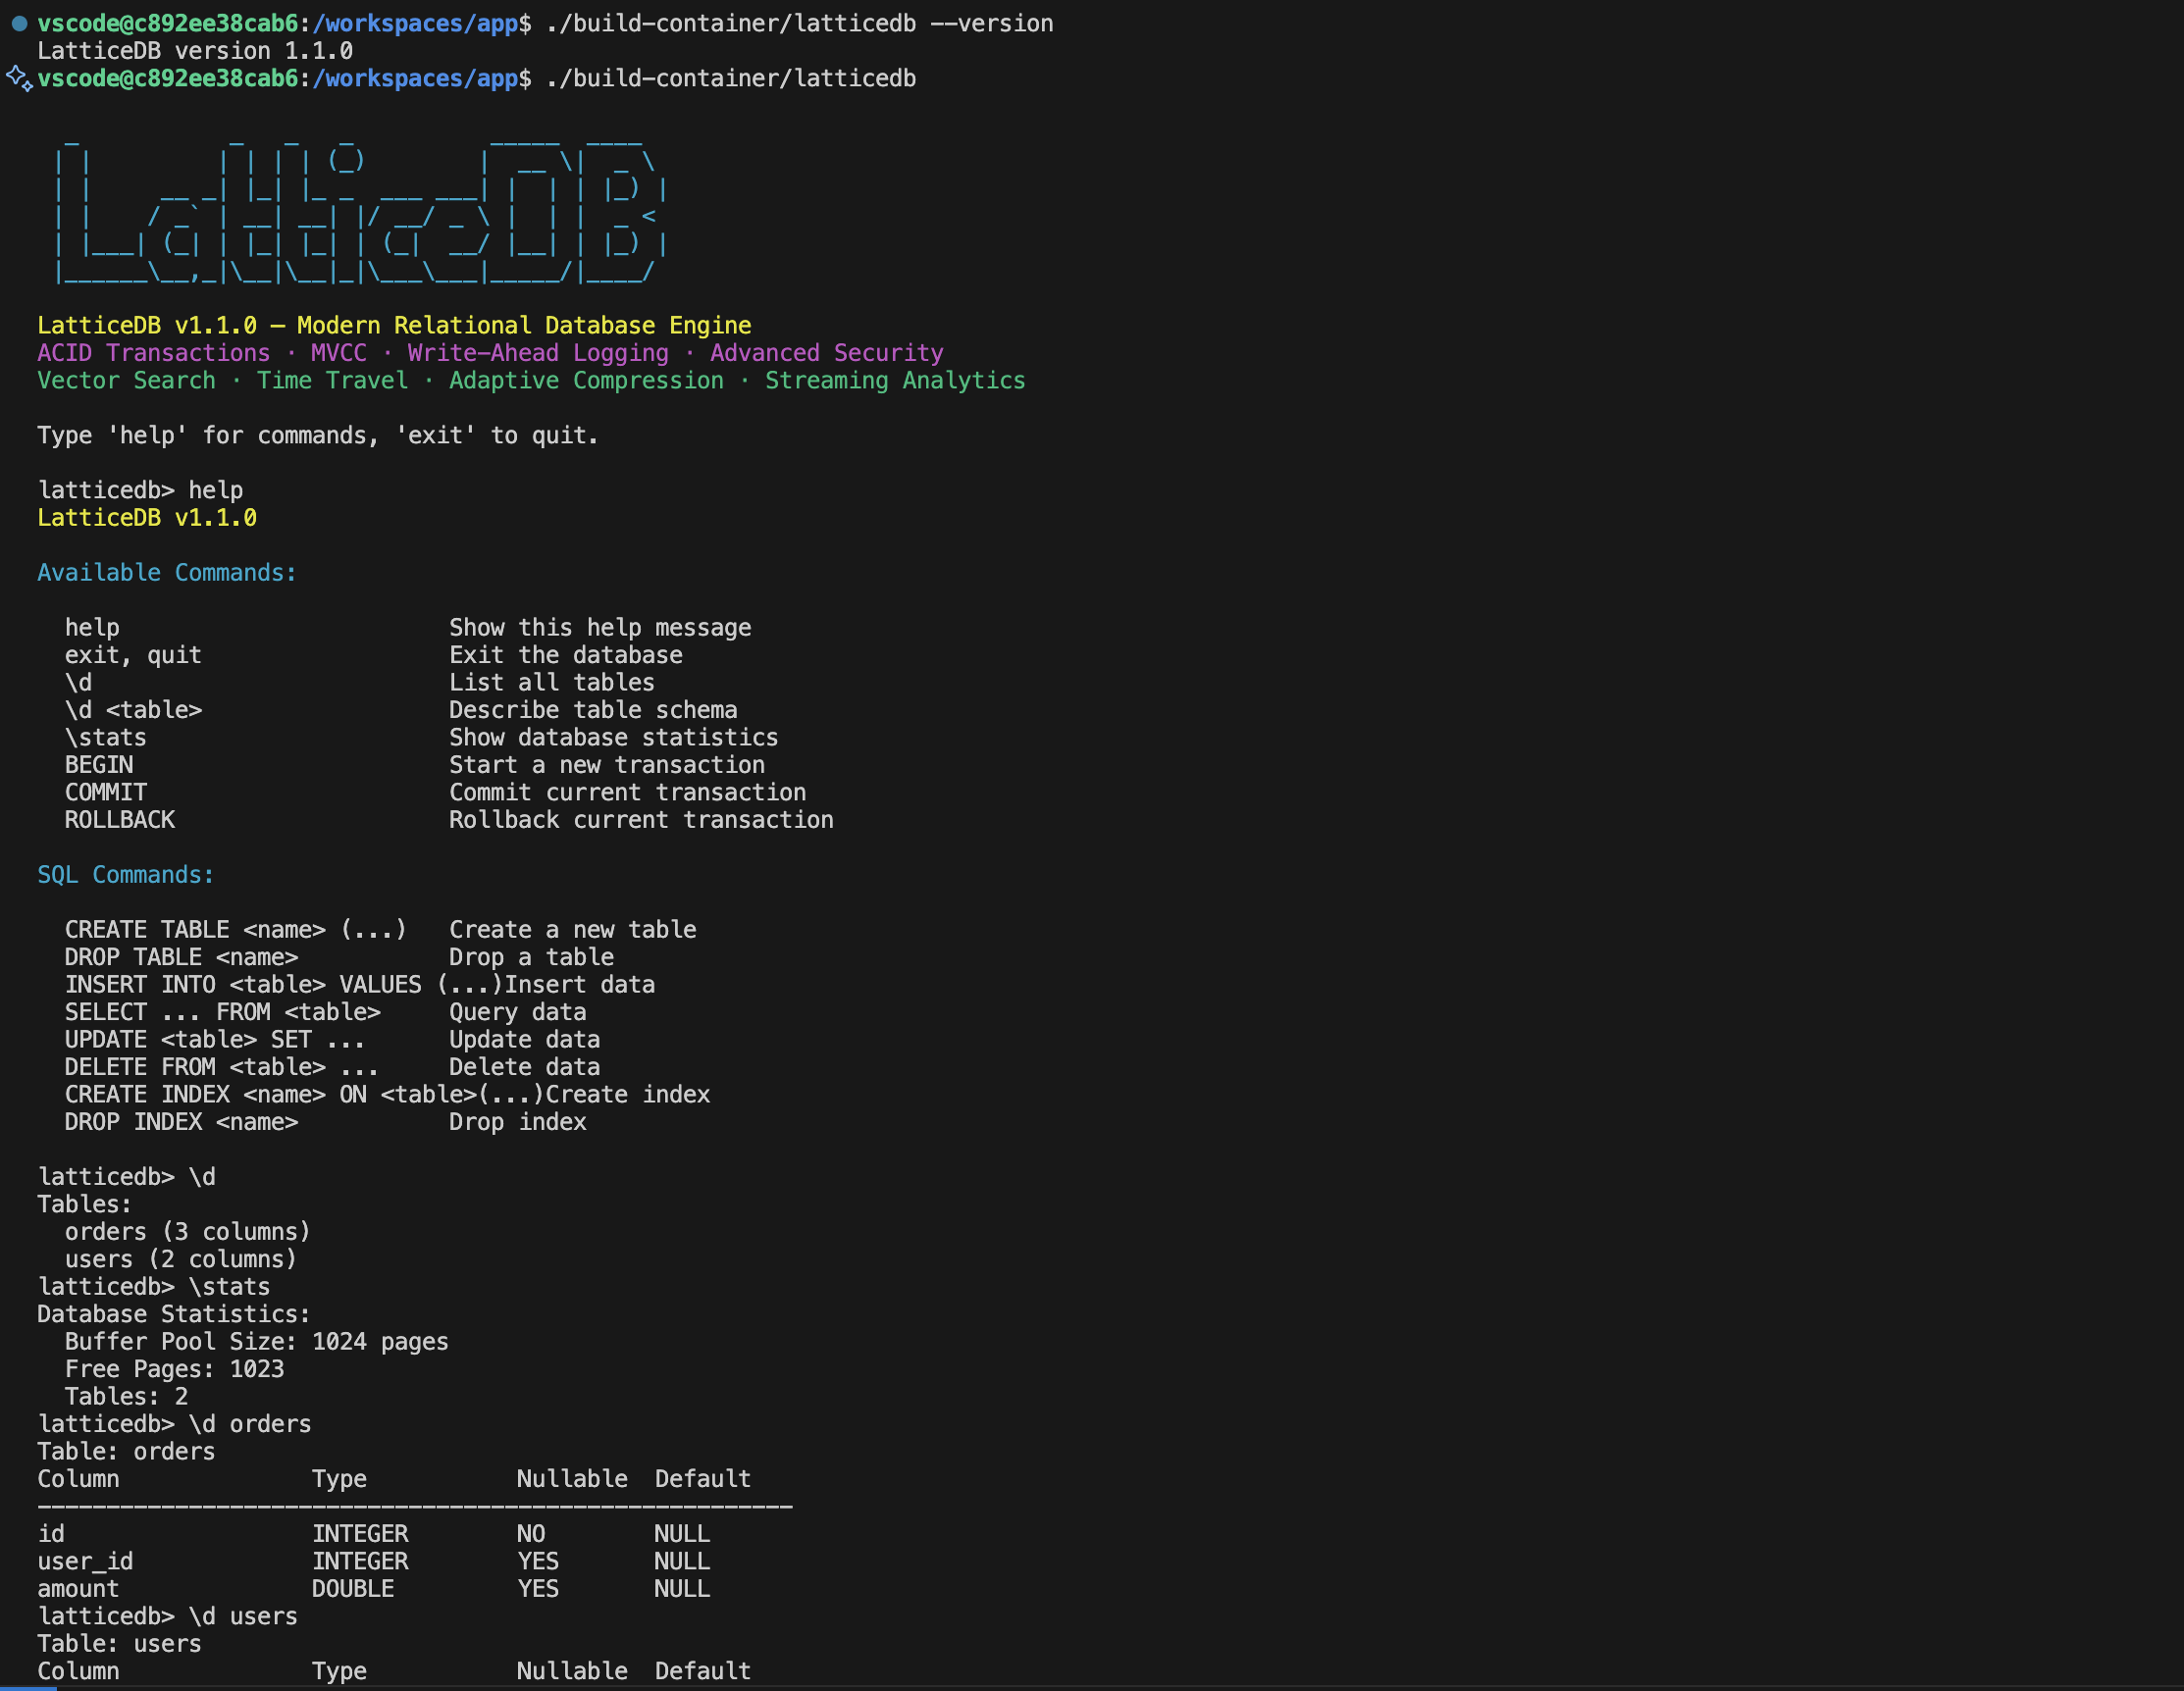 vscode@c892ee38cab6:/workspaces/app$ ./build-container/latticedb --version
LatticeDB version 1.1.0
vscode@c892ee38cab6:/workspaces/app$ ./build-container/latticedb
LatticeDB
LatticeDB v1.1.0 — Modern Relational Database Engine
ACID Transactions · MVCC · Write-Ahead Logging · Advanced Security
Vector Search · Time Travel · Adaptive Compression · Streaming Analytics
Type 'help' for commands, 'exit' to quit.
latticedb> help
LatticeDB v1.1.0
Available Commands:
help Show this help message
exit, quit Exit the database
\d List all tables
\d <table> Describe table schema
\stats Show database statistics
BEGIN Start a new transaction
COMMIT Commit current transaction
ROLLBACK Rollback current transaction
SQL Commands:
CREATE TABLE <name> (...) Create a new table
DROP TABLE <name> Drop a table
INSERT INTO <table> VALUES (...)Insert data
SELECT ... FROM <table> Query data
UPDATE <table> SET ... Update data
DELETE FROM <table> ... Delete data
CREATE INDEX <name> ON <table>(...)Create index
DROP INDEX <name> Drop index
latticedb> \d
Tables:
orders (3 columns)
users (2 columns)
latticedb> \stats
Database Statistics:
Buffer Pool Size: 1024 pages
Free Pages: 1023
Tables: 2
latticedb> \d orders
Table: orders
Column Type Nullable Default
-------------------------------------------------------
id INTEGER NO NULL
user_id INTEGER YES NULL
amount DOUBLE YES NULL
latticedb> \d users
Table: users
Column Type Nullable Default